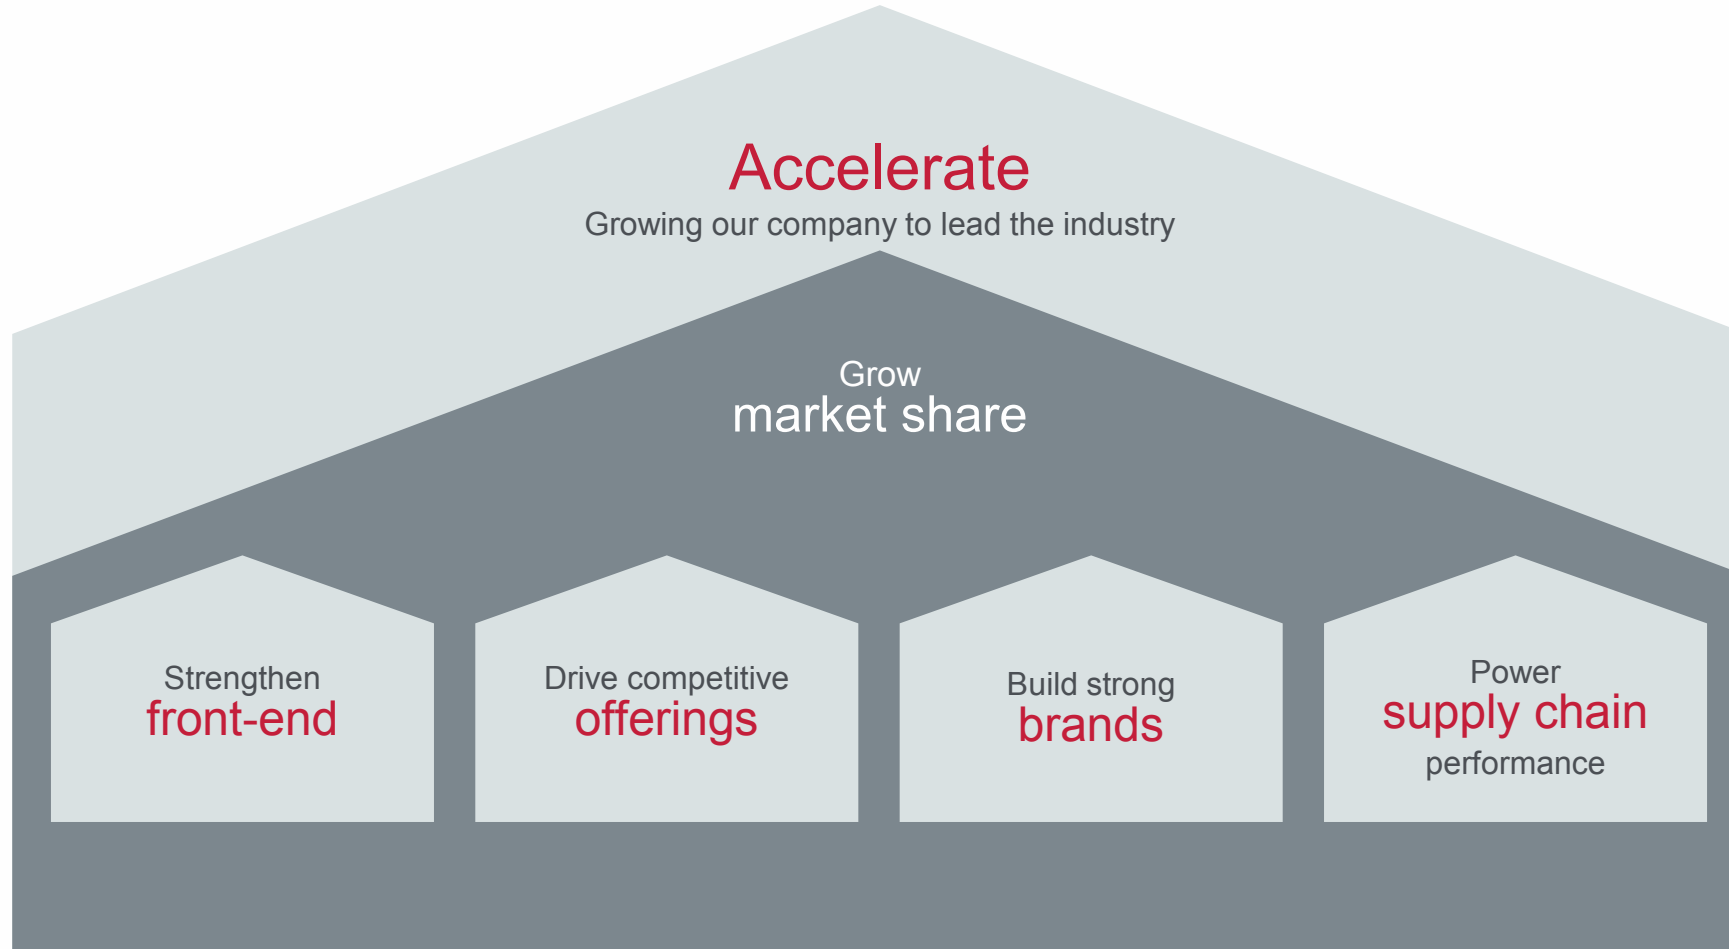 Accelerate
Growing our company to lead the industry
Grow
market share
Strengthen
front-end
Drive competitive
offerings
Build strong
brands
Power
supply chain
performance